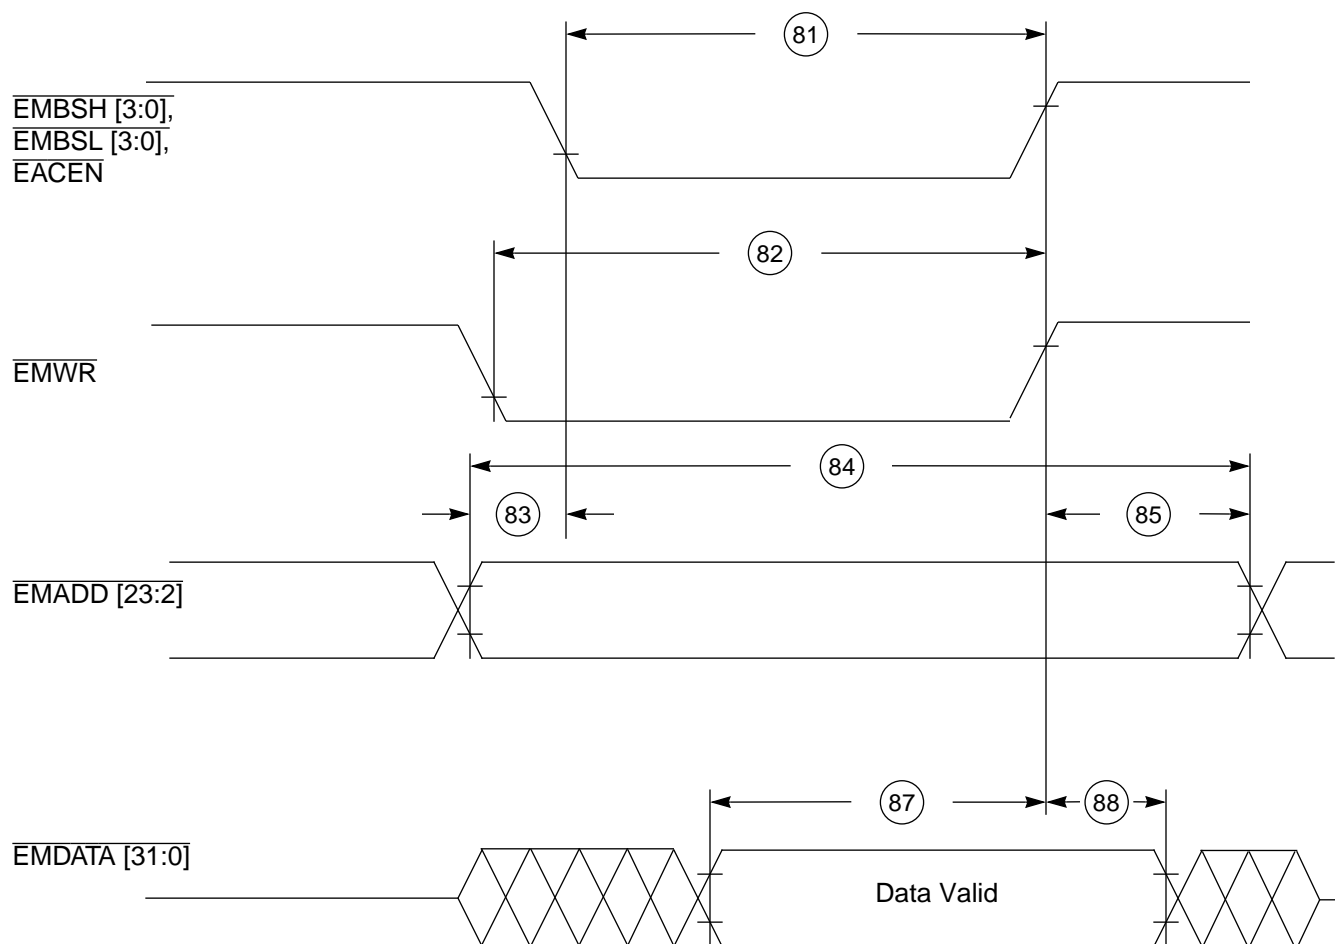 81
EMBSH [3:0],
EMBSL [3:0],
EACEN
82
EMWR
84
83
85
EMADD [23:2]
87
88
EMDATA [31:0]
Data Valid